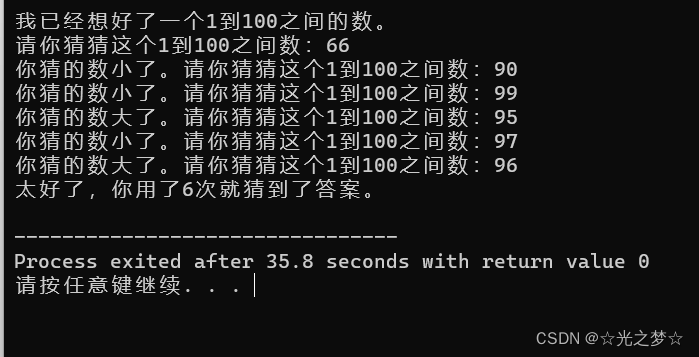 我已经想好了一个1到100之间的数。
请你猜猜这个1到100之间数：66
你猜的数小了。请你猜猜这个1到100之间数：90
你猜的数小了。请你猜猜这个1到100之间数：99
你猜的数大了。请你猜猜这个1到100之间数：95
你猜的数小了。请你猜猜这个1到100之间数：97
你猜的数大了。请你猜猜这个1到100之间数：96
太好了，你用了6次就猜到了答案。
--------------------------------
Process exited after 35.8 seconds with return value 0
请按任意键继续. . .
CSDN @☆光之梦☆